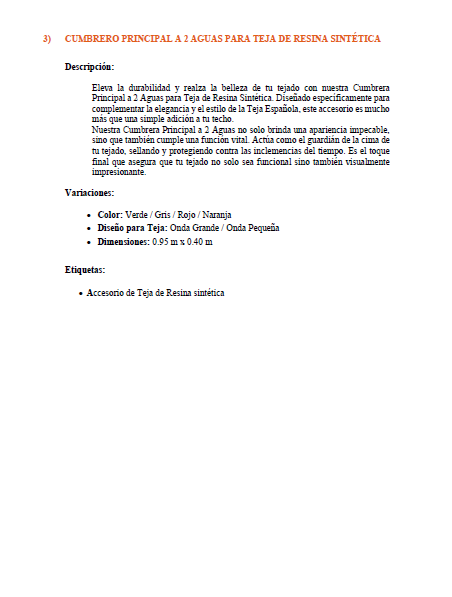 3) CUMBRERO PRINCIPAL A 2 AGUAS PARA TEJA DE RESINA SINTÉTICA
Descripción:
Eleva la durabilidad y realza la belleza de tu tejado con nuestra Cumbrera
Principal a 2 Aguas para Teja de Resina Sintética. Diseñado específicamente para
complementar la elegancia y el estilo de la Teja Española, este accesorio es mucho
más que una simple adición a tu techo.
Nuestra Cumbrera Principal a 2 Aguas no solo brinda una apariencia impecable,
sino que también cumple una función vital. Actúa como el guardián de la cima de
tu tejado, sellando y protegiendo contra las inclemencias del tiempo. Es el toque
final que asegura que tu tejado no solo sea funcional sino también visualmente
impresionante.
Variaciones:
• Color: Verde / Gris / Rojo / Naranja
• Diseño para Teja: Onda Grande / Onda Pequeña
• Dimensiones: 0.95 m x 0.40 m
Etiquetas:
• Accesorio de Teja de Resina sintética